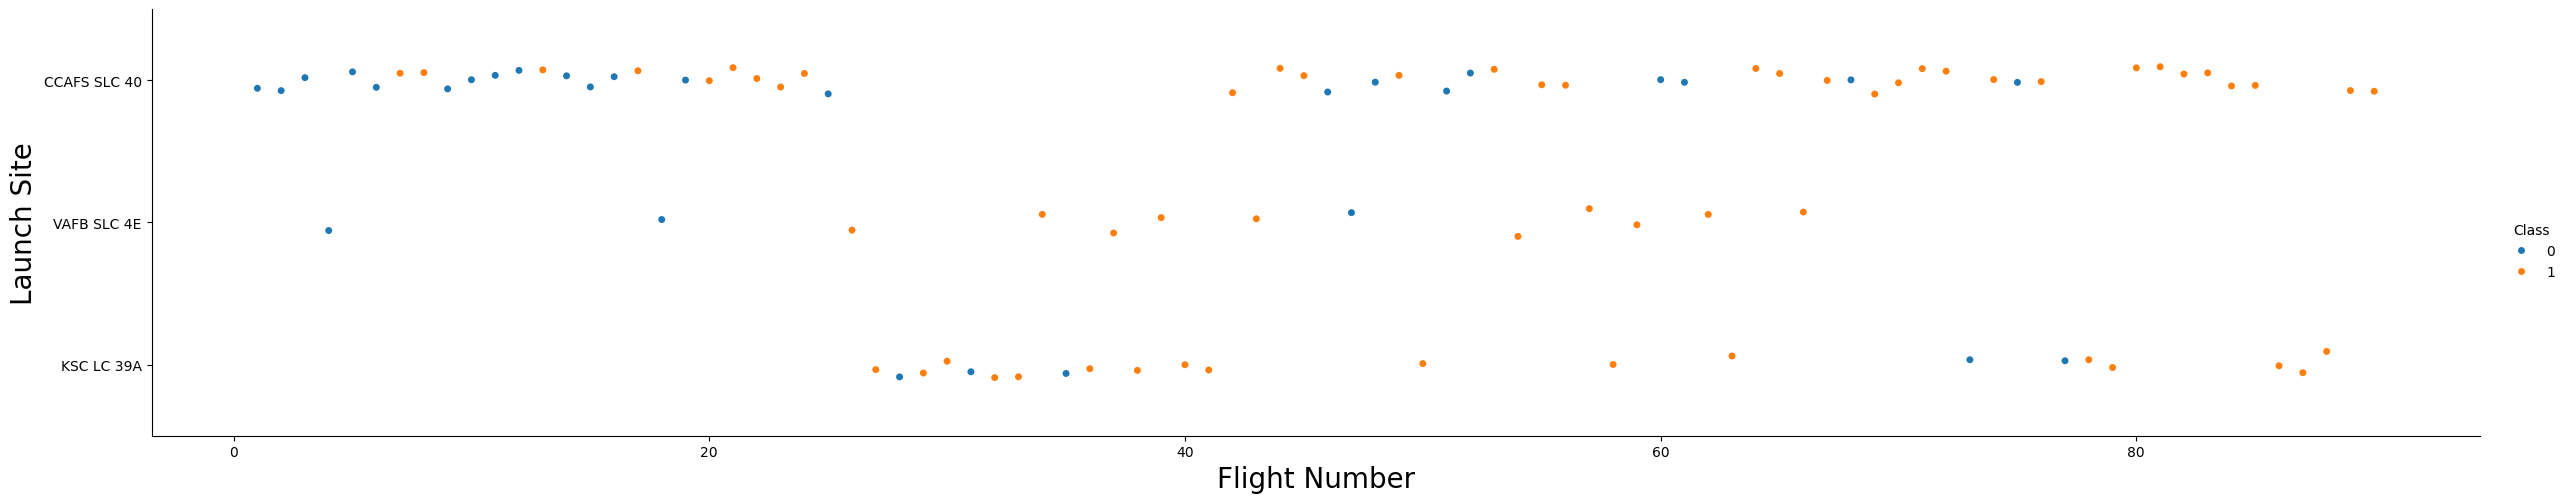 Launch Site
CCAFS SLC 40
VAFB SLC 4E
KSC LC 39A
0 20 40 60 80
Flight Number
Class
0
1